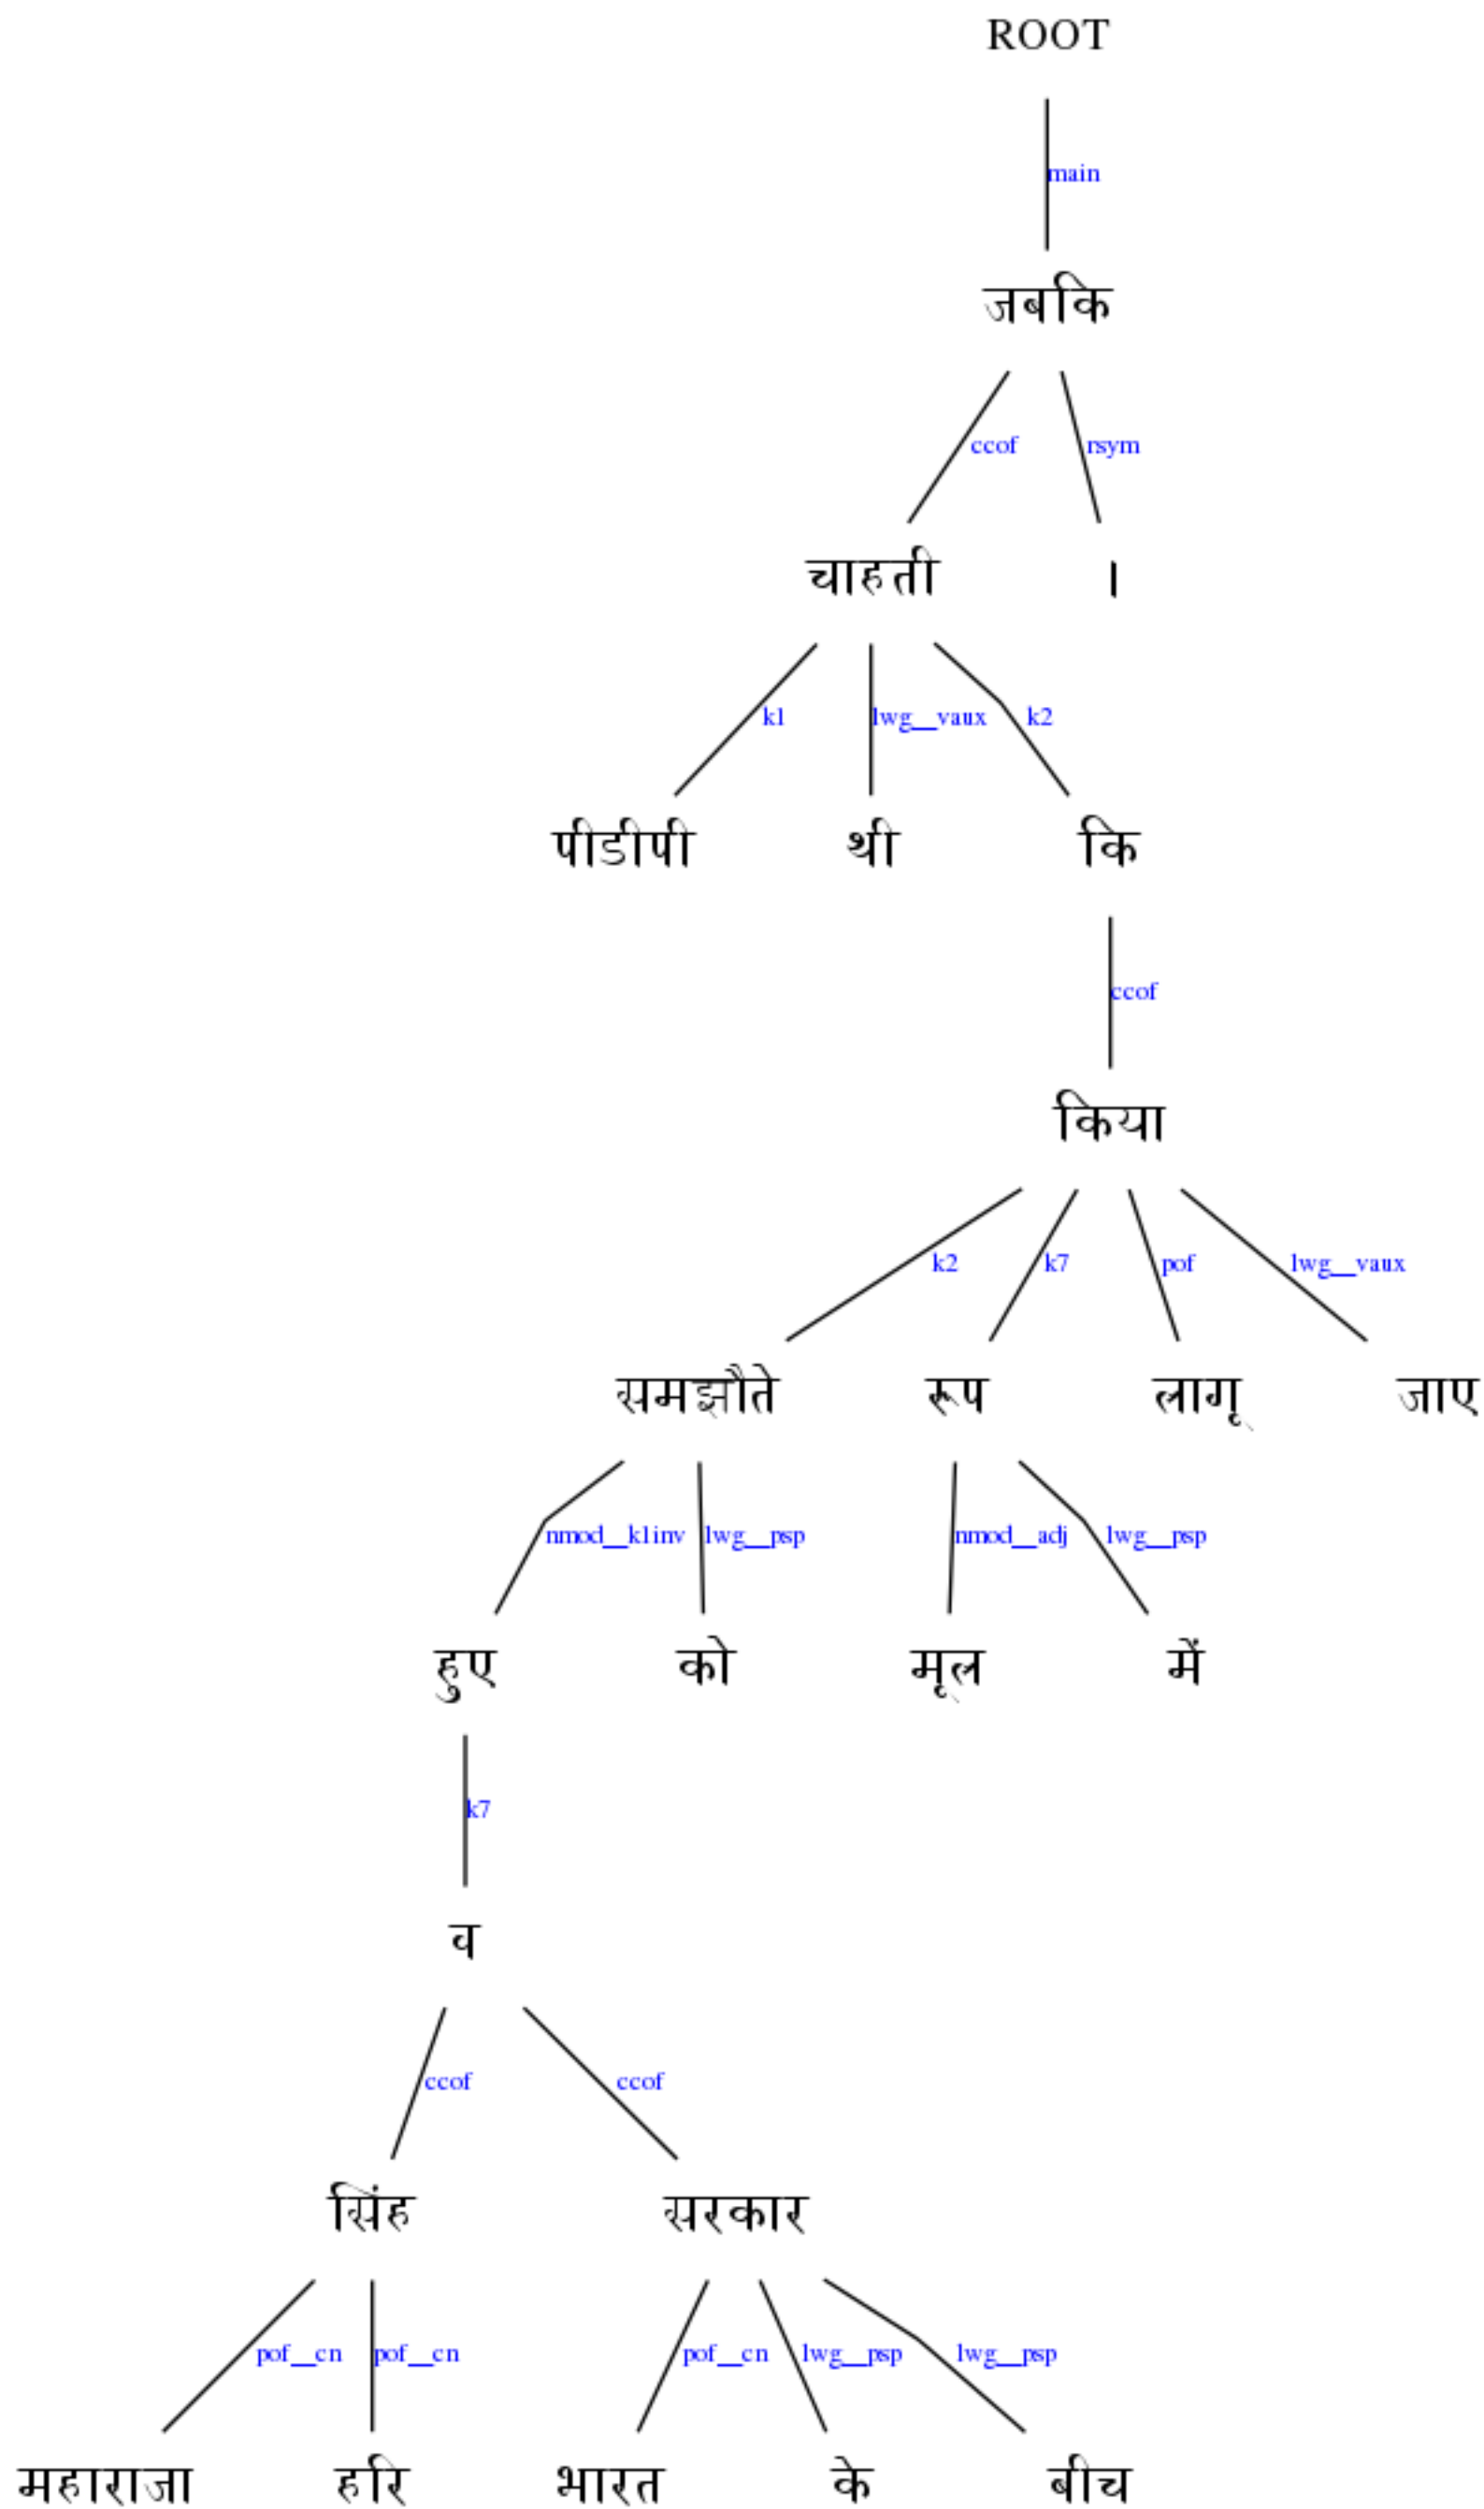 ROOT
main
जबकि
ccof rsym
चाहती ।
k1 lwg__vaux k2
पीडीपी थी कि
ccof
किया
k2 k7 pof lwg__vaux
समझौते रूप लागू जाए
nmod__k1inv lwg__psp nmod__adj lwg__psp
हुए को मूल में
k7
व
ccof ccof
सिंह सरकार
pof__cn pof__cn pof__cn lwg__psp lwg__psp
महाराजा हरि भारत के बीच